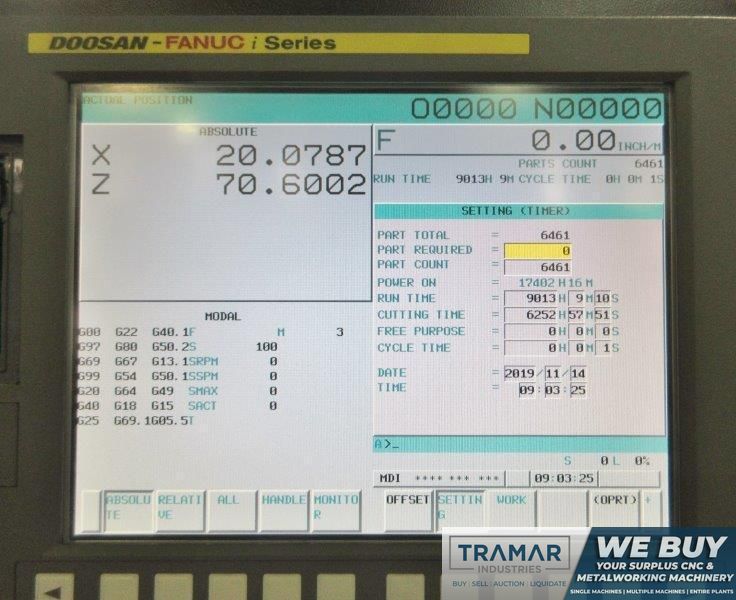 DOOSAN - FANUC i Series
ACTUAL POSITION
O0000 N00000
ABSOLUTE
X 20.0787
Z 70.6002
F 0.00 INCH/M
PARTS COUNT 6461
RUN TIME 9013H 9M CYCLE TIME 0H 0M 1S
SETTING (TIMER)
PART TOTAL = 6461
PART REQUIRED = 0
PART COUNT = 6461
POWER ON = 17402 H 16 M
RUN TIME = 9013 H 9 M 10 S
CUTTING TIME = 6252 H 57 M 51 S
FREE PURPOSE = 0 H 0 M 0 S
CYCLE TIME = 0 H 0 M 1 S
DATE = 2019/11/14
TIME = 09:03:25
MODAL
G00 G22 G40.1 F M 3
G97 G80 G50.2 S 100
G69 G67 G13.1 SRPM 0
G99 G54 G50.1 SSPM 0
G20 G64 G49 SMAX 0
G40 G18 G15 SACT 0
G25 G69.1 G05.5 T
A>_
S 0 L 0%
MDI **** *** *** 09:03:25
ABSOLUTE RELATIVE ALL HANDLE MONITOR OFFSET SETTING WORK (OPRT) +
TRAMAR
INDUSTRIES
BUY | SELL | AUCTION | LIQUIDATE
WE BUY
YOUR SURPLUS CNC &
METALWORKING MACHINERY
SINGLE MACHINES | MULTIPLE MACHINES | ENTIRE PLANTS